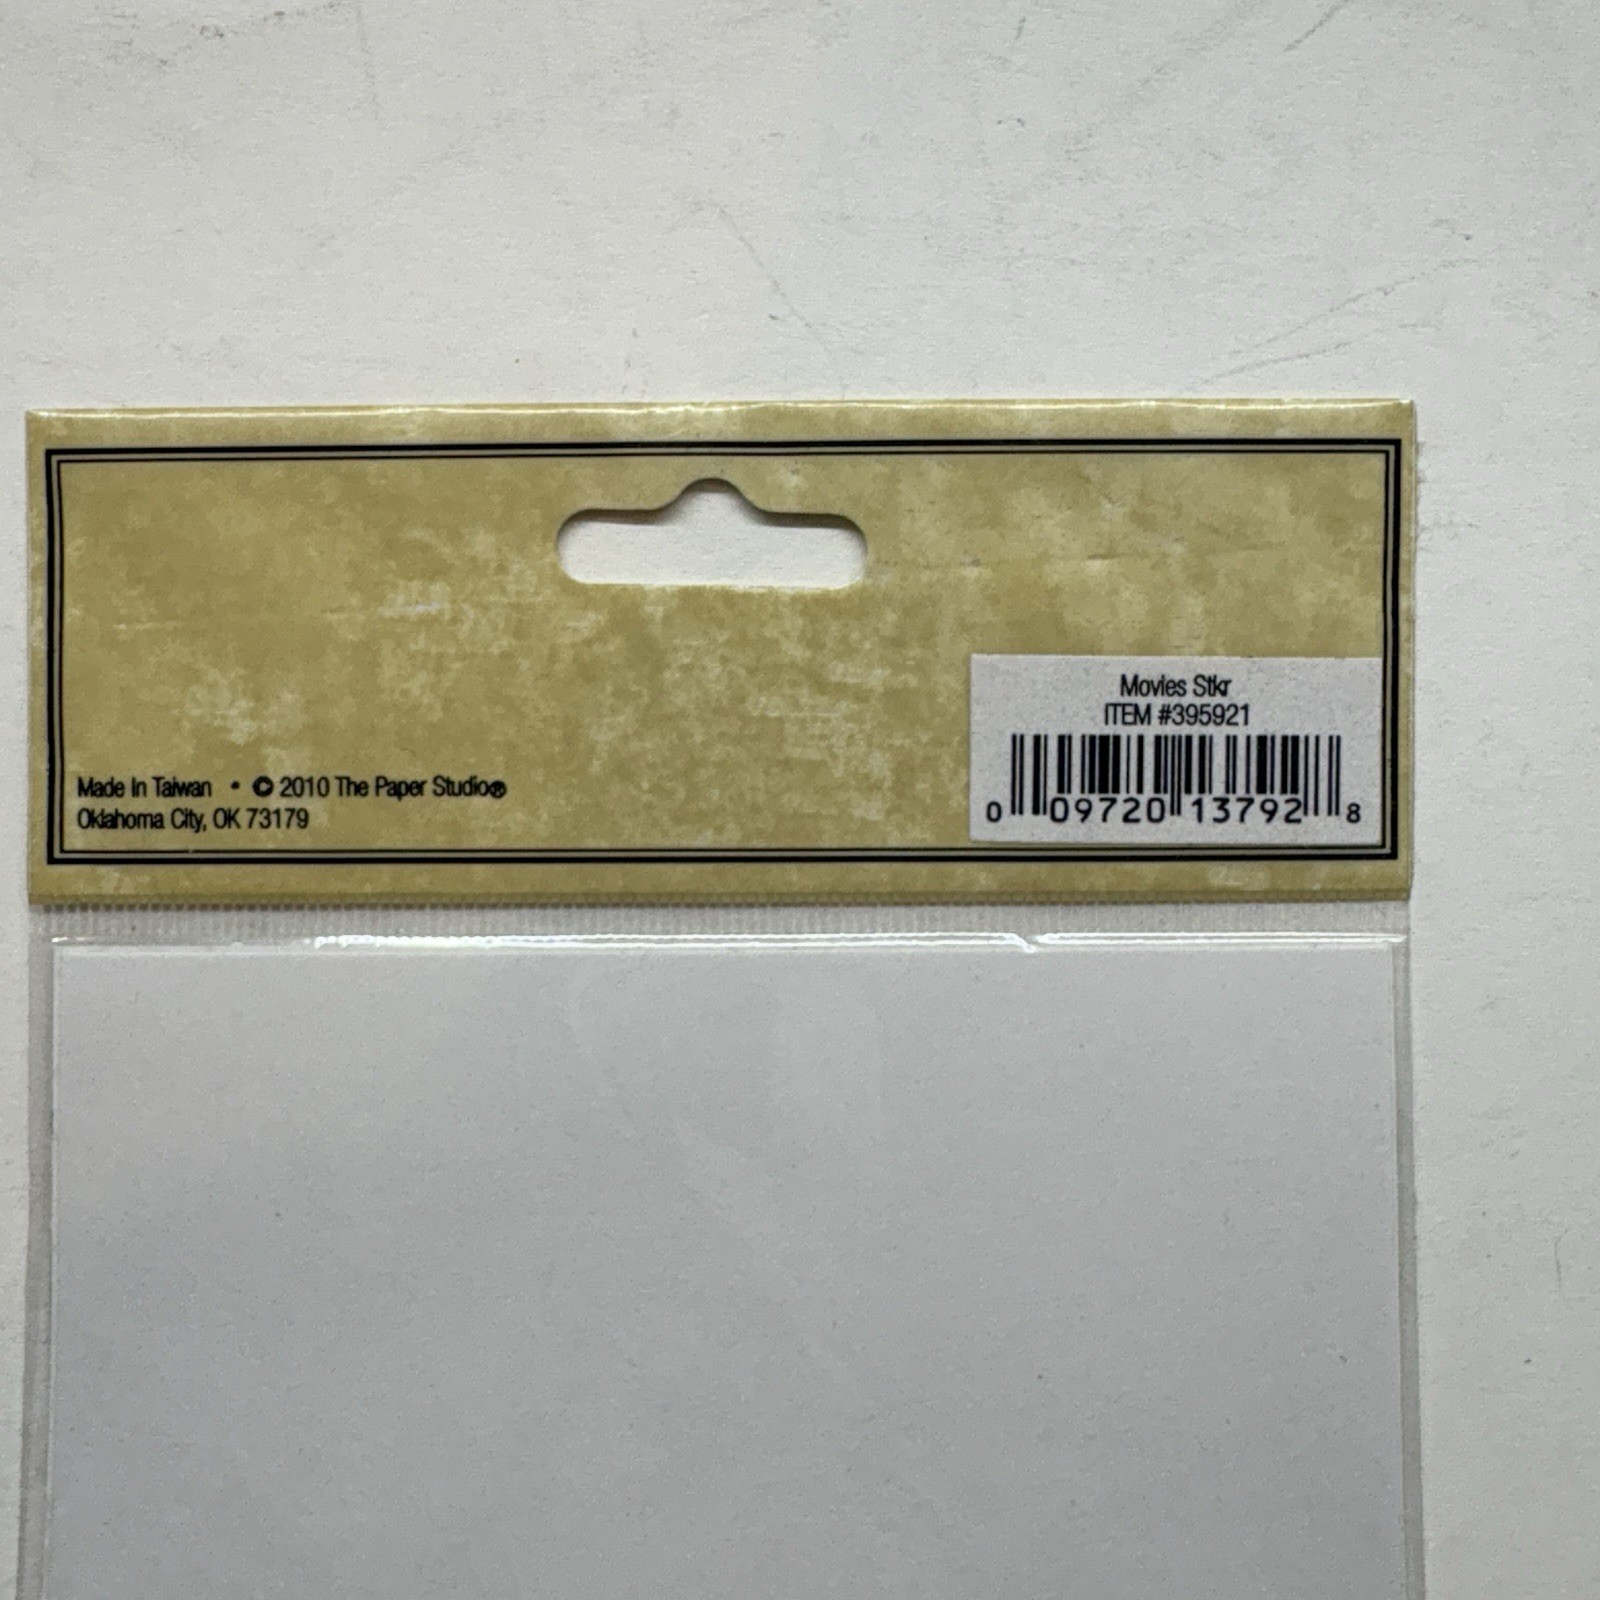 Movies Stkr
ITEM #395921
0 09720 13792 8
Made In Taiwan • © 2010 The Paper Studio®
Oklahoma City, OK 73179